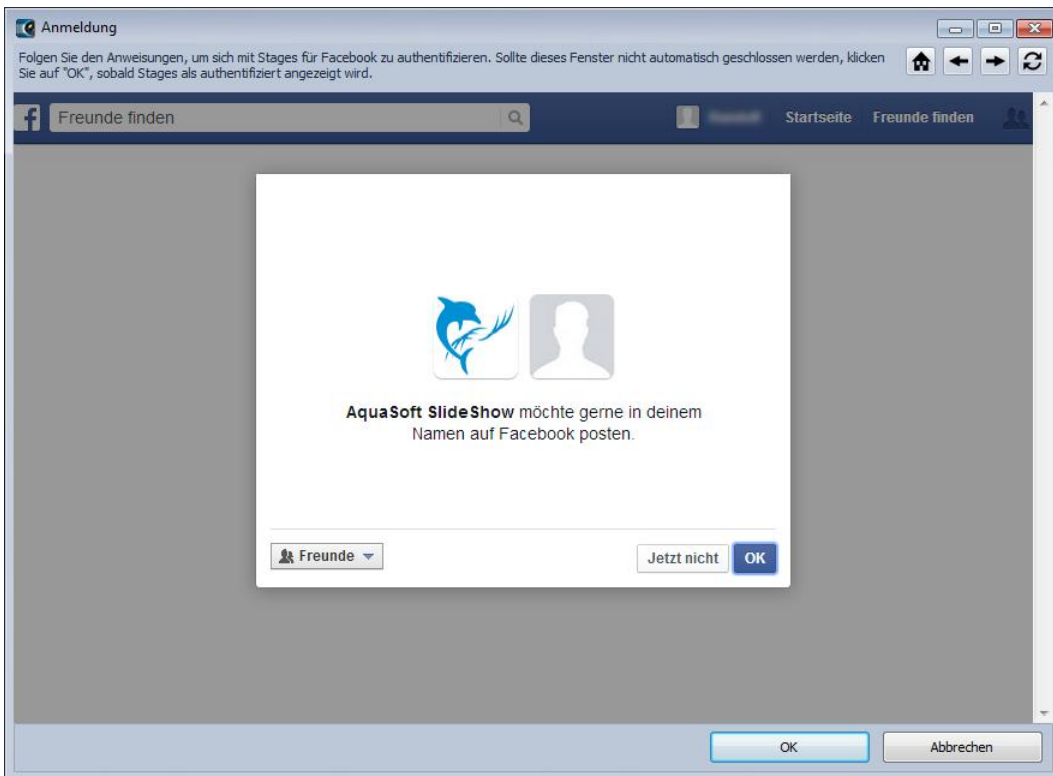 Anmeldung
Folgen Sie den Anweisungen, um sich mit Stages für Facebook zu authentifizieren. Sollte dieses Fenster nicht automatisch geschlossen werden, klicken
Sie auf "OK", sobald Stages als authentifiziert angezeigt wird.
f Freunde finden Startseite Freunde finden
AquaSoft SlideShow möchte gerne in deinem
Namen auf Facebook posten.
Freunde Jetzt nicht OK
OK Abbrechen